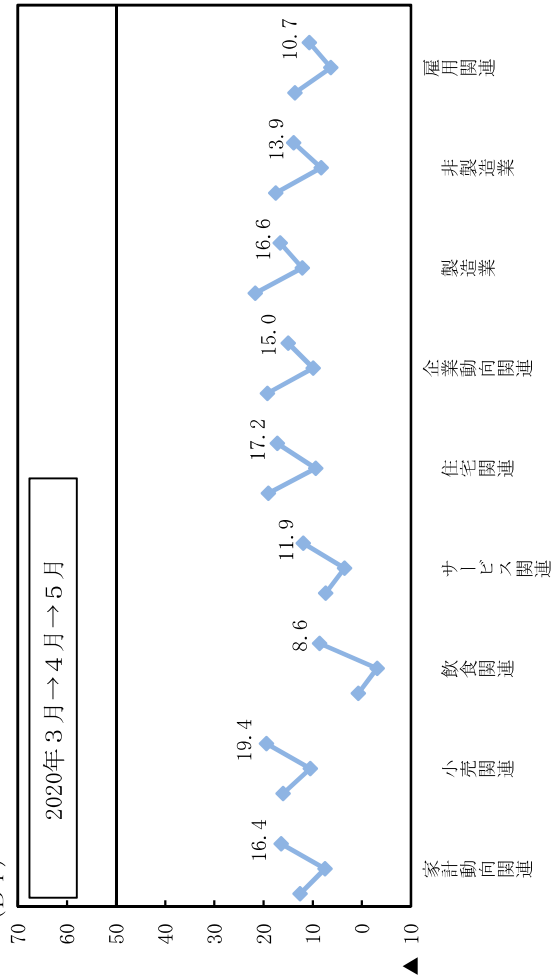 (DI)
70
60
50
40
30
20
10
0
▲ 10
2020年3月→4月→5月
16.4
19.4
8.6
11.9
17.2
15.0
16.6
13.9
10.7
家計動向関連
小売関連
飲食関連
サービス関連
住宅関連
企業動向関連
製造業
非製造業
雇用関連